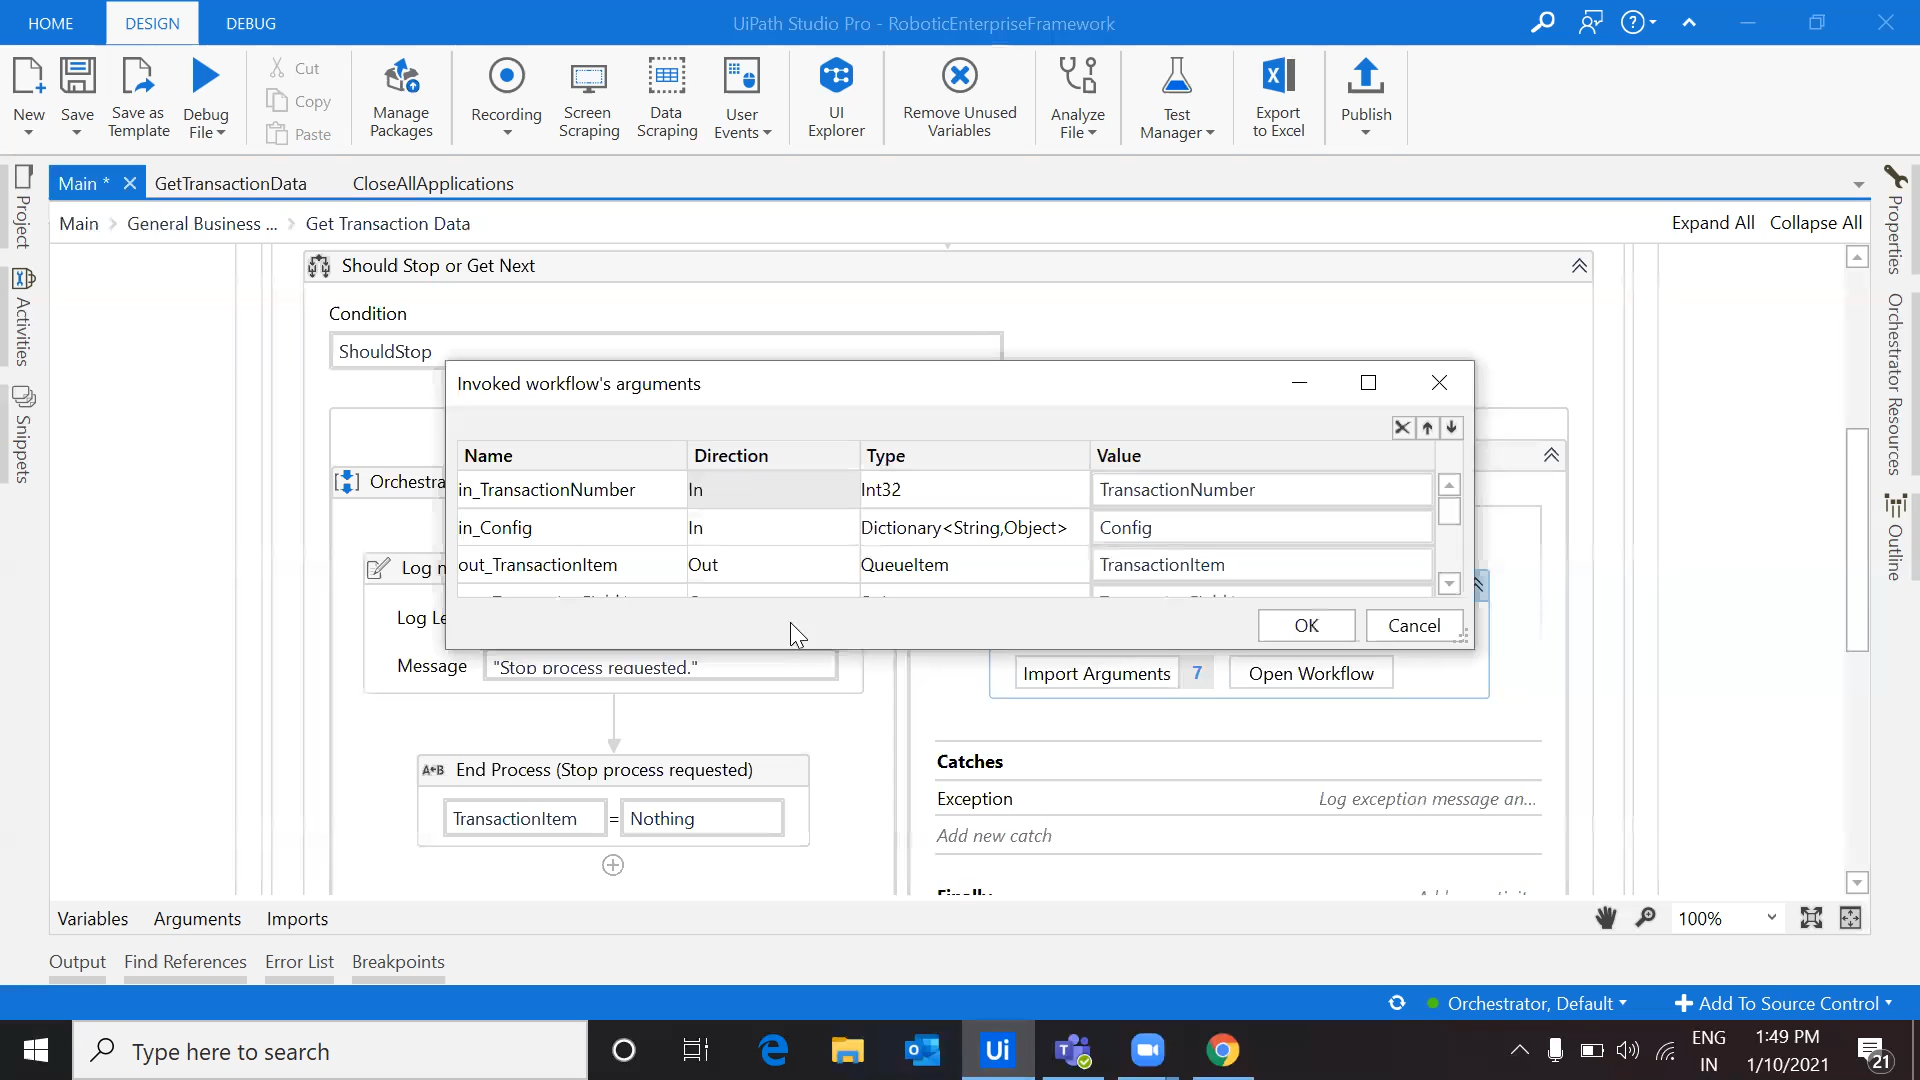 HOME DESIGN DEBUG UiPath Studio Pro - RoboticEnterpriseFramework
New Save Save as Template Debug File Cut Copy Paste Manage Packages Recording Screen Scraping Data Scraping User Events UI Explorer Remove Unused Variables Analyze File Test Manager Export to Excel Publish
Main * GetTransactionData CloseAllApplications
Main General Business ... Get Transaction Data Expand All Collapse All
Project
Activities
Snippets
Properties
Orchestrator Resources
Outline
Should Stop or Get Next
Condition
ShouldStop
Invoked workflow's arguments
Name Direction Type Value
in_TransactionNumber In Int32 TransactionNumber
in_Config In Dictionary<String,Object> Config
out_TransactionItem Out QueueItem TransactionItem
OK Cancel
Orchestra
Log
Log Le
Message "Stop process requested."
Import Arguments 7 Open Workflow
End Process (Stop process requested)
A+B
TransactionItem = Nothing
Catches
Exception Log exception message an...
Add new catch
Finally
Variables Arguments Imports 100%
Output Find References Error List Breakpoints
Orchestrator, Default Add To Source Control
Type here to search
Ui
ENG
IN
1:49 PM
1/10/2021
21